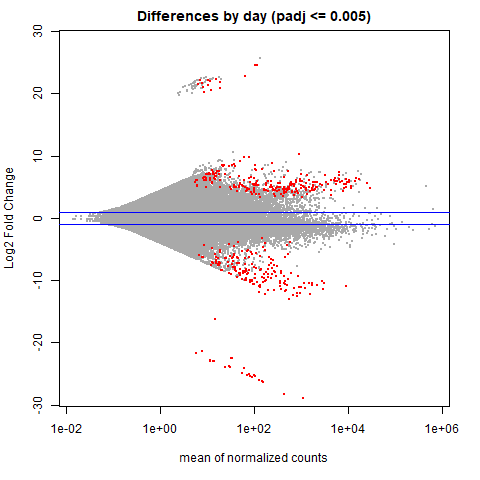 Differences by day (padj <= 0.005)
30
20
10
0
-10
-20
-30
Log2 Fold Change
1e-02
1e+00
1e+02
1e+04
1e+06
mean of normalized counts